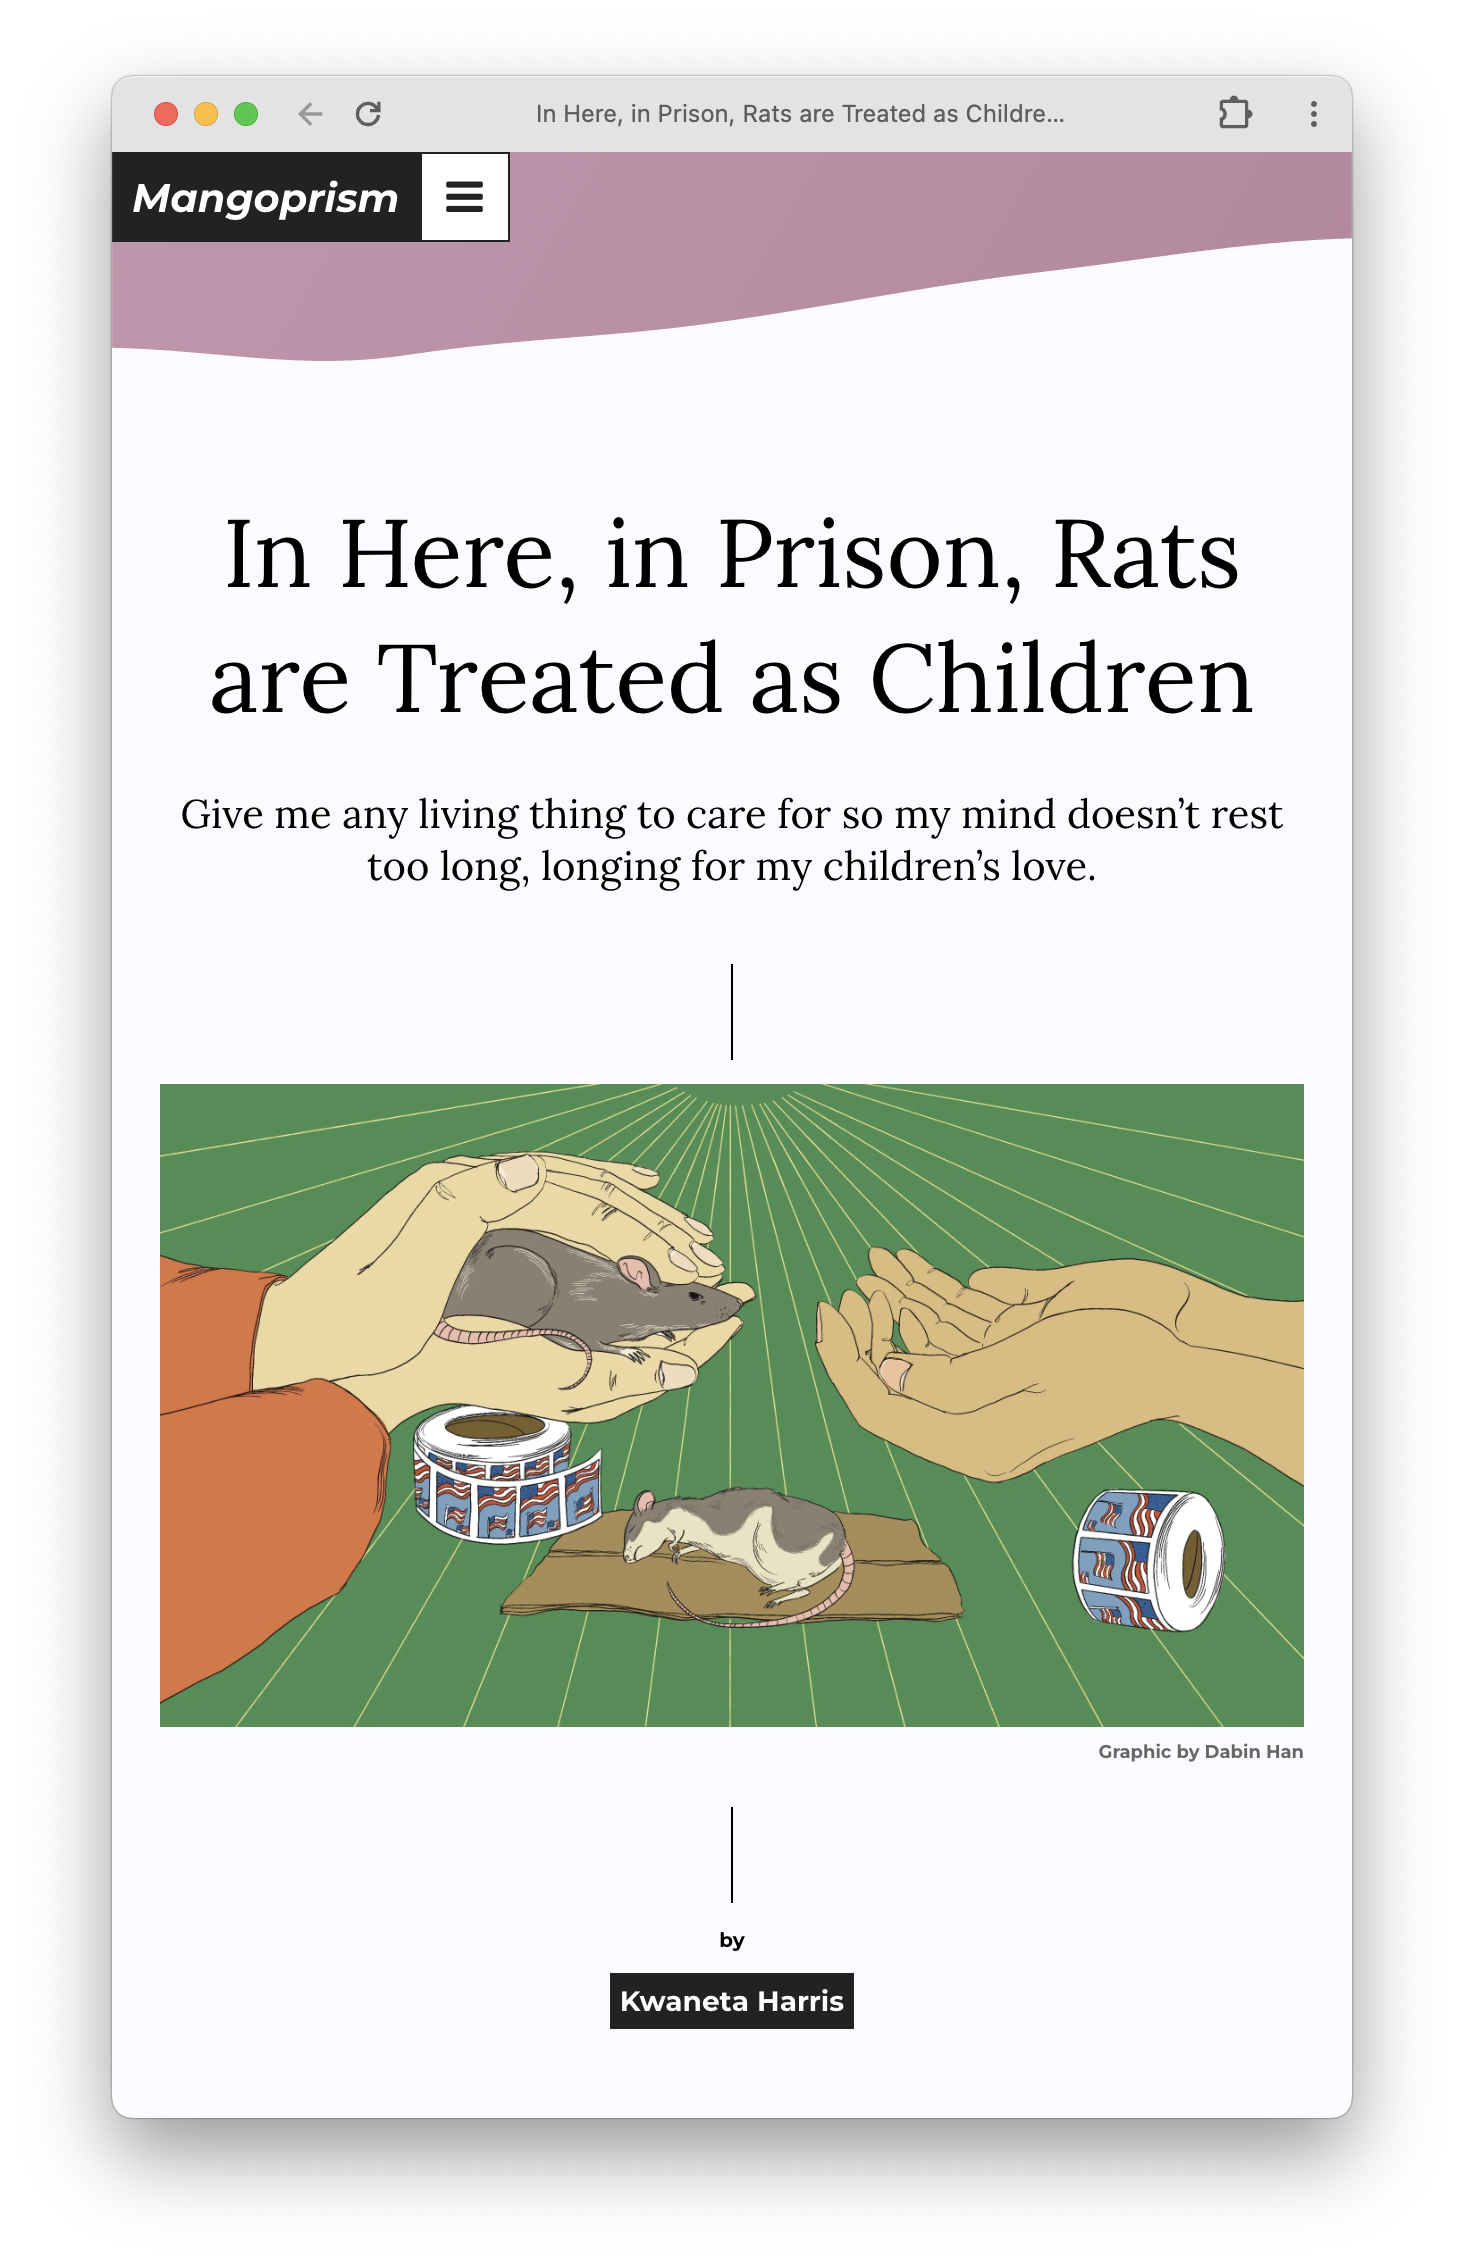 In Here, in Prison, Rats are Treated as Childre...
Mangoprism
In Here, in Prison, Rats
are Treated as Children
Give me any living thing to care for so my mind doesn’t rest
too long, longing for my children’s love.
Graphic by Dabin Han
by
Kwaneta Harris